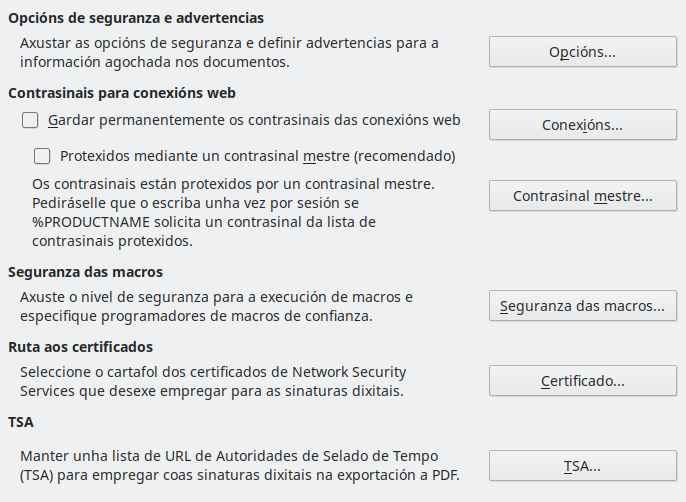 Opcións de seguranza e advertencias
Axustar as opcións de seguranza e definir advertencias para a
información agochada nos documentos.
Opcións...
Contrasinais para conexións web
Gardar permanentemente os contrasinais das conexións web
Conexións...
Protexidos mediante un contrasinal mestre (recomendado)
Os contrasinais están protexidos por un contrasinal mestre.
Pediráselle que o escriba unha vez por sesión se
%PRODUCTNAME solicita un contrasinal da lista de
contrasinais protexidos.
Contrasinal mestre...
Seguranza das macros
Axuste o nivel de seguranza para a execución de macros e
especifique programadores de macros de confianza.
Seguranza das macros...
Ruta aos certificados
Seleccione o cartafol dos certificados de Network Security
Services que desexe empregar para as sinaturas dixitais.
Certificado...
TSA
Manter unha lista de URL de Autoridades de Selado de Tempo
(TSA) para empregar coas sinaturas dixitais na exportación a PDF.
TSA...